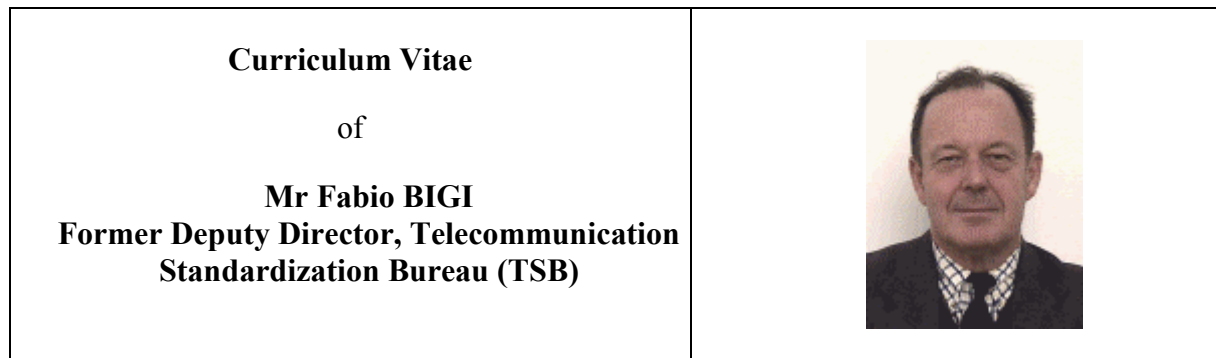 Curriculum Vitae
of
Mr Fabio BIGI
Former Deputy Director, Telecommunication
Standardization Bureau (TSB)